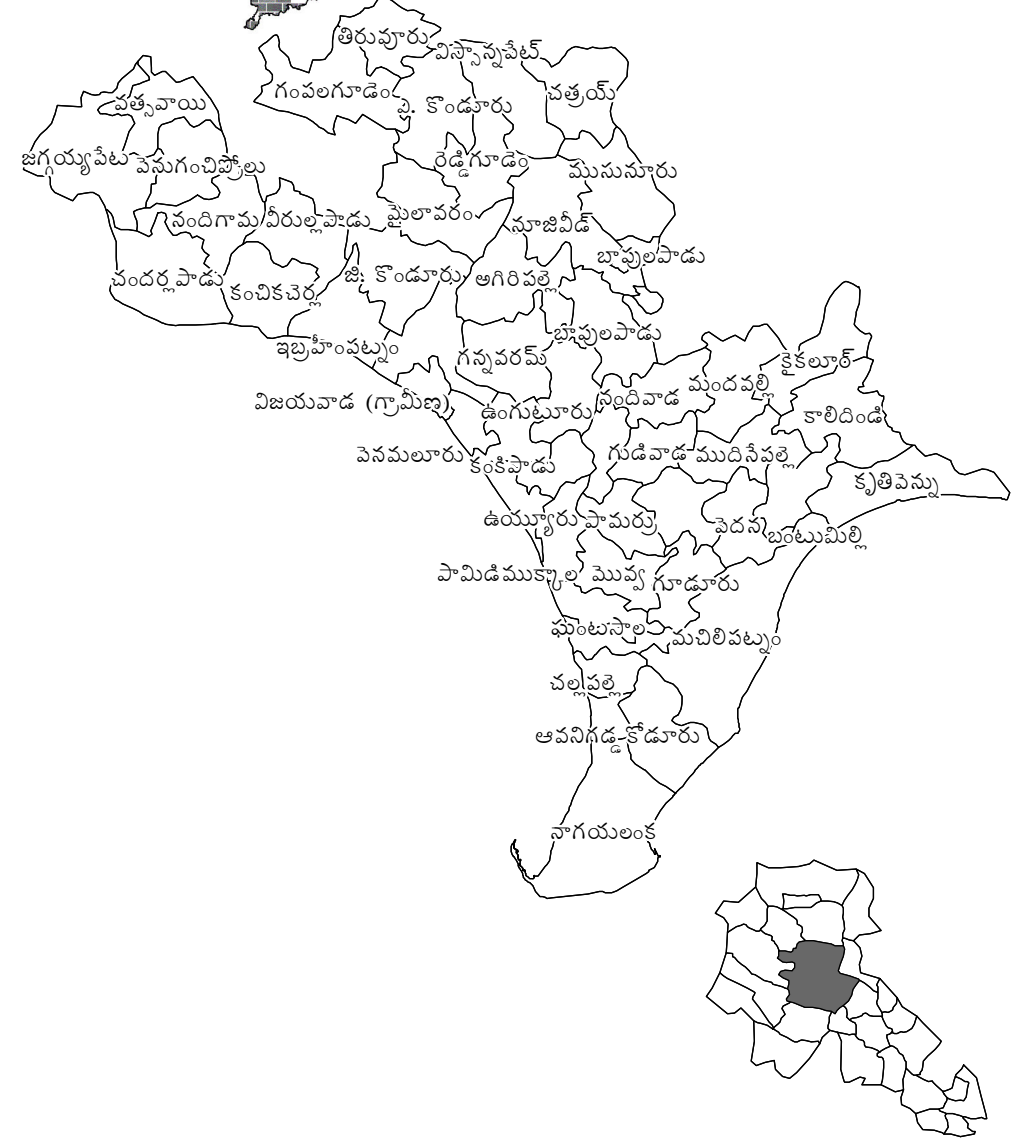 తిరువూరు
విస్సాన్నపేట్
గంపలగూడెం
చత్రయ్
వత్సవాయి
ఏ. కొండూరు
జగ్గయ్యపేట
పెనుగంచిప్రోలు
రెడ్డిగూడెం
ముసునూరు
నందిగామ
వీరుల్లపాడు
మైలావరం
నూజివీడ్
బాపులపాడు
చందర్లపాడు
కంచికచెర్ల
జి. కొండూరు
అగిరిపల్లె
బాపులపాడు
ఇబ్రహీంపట్నం
గన్నవరమ్
కైకలూర్
విజయవాడ (గ్రామీణ)
ఉంగుటూరు
నందివాడ
మందవల్లి
కాలిదిండి
పెనమలూరు
కంకిపాడు
గుడివాడ
ముదినేపల్లె
కృతివెన్ను
ఉయ్యూరు
పామర్రు
పెదన
బంటుమిల్లి
పామిడిముక్కాల
మొవ్వ
గూడూరు
ఘంటసాల
మచిలిపట్నం
చల్లపల్లె
ఆవనిగడ్డ
కోడూరు
నాగయలంక